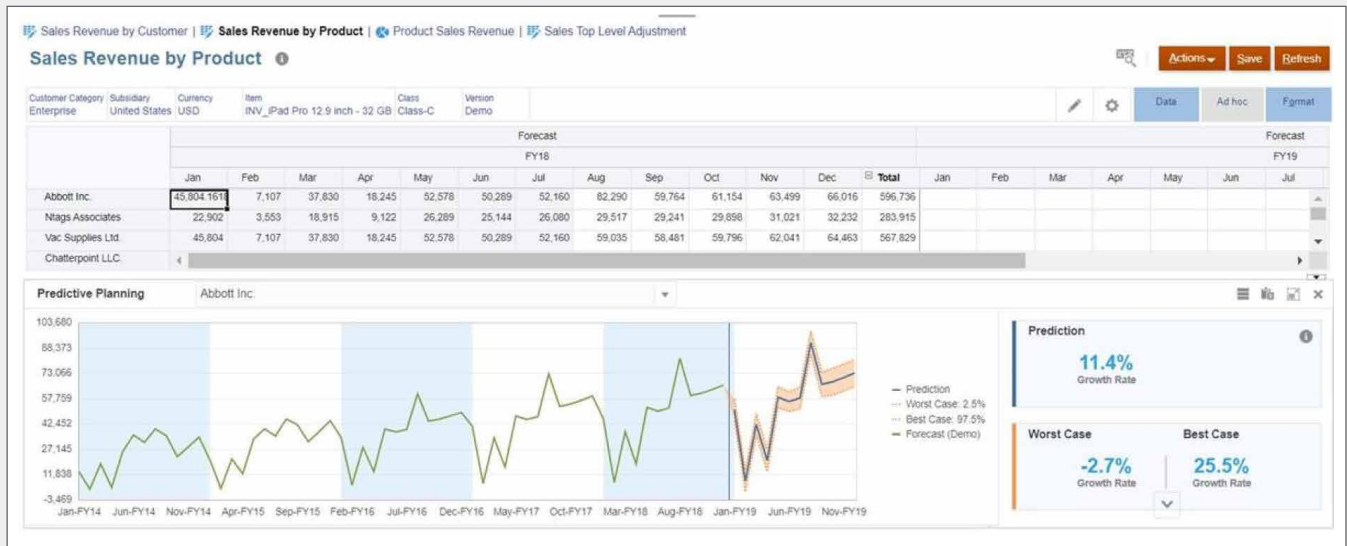 Sales Revenue by Customer | Sales Revenue by Product | Product Sales Revenue | Sales Top Level Adjustment
Sales Revenue by Product
Actions Save Refresh
Customer Category Subsidiary Currency Item Class Version
Enterprise United States USD INV_iPad Pro 12.9 inch - 32 GB Class-C Demo
Data Ad hoc Format
Forecast Forecast
FY18 FY19
Jan Feb Mar Apr May Jun Jul Aug Sep Oct Nov Dec Total Jan Feb Mar Apr May Jun Jul
Abbott Inc. 45,804.1618 7,107 37,830 18,245 52,578 50,289 52,160 82,290 59,764 61,154 63,499 66,016 596,736
Ntags Associates 22,902 3,553 18,915 9,122 26,289 25,144 26,080 29,517 29,241 29,898 31,021 32,232 283,915
Vac Supplies Ltd. 45,804 7,107 37,830 18,245 52,578 50,289 52,160 59,035 58,481 59,796 62,041 64,463 567,829
Chatterpoint LLC.
Predictive Planning Abbott Inc.
103,680
88,373
73,066
57,759
42,452
27,145
11,838
-3,469
Jan-FY14 Jun-FY14 Nov-FY14 Apr-FY15 Sep-FY15 Feb-FY16 Jul-FY16 Dec-FY16 May-FY17 Oct-FY17 Mar-FY18 Aug-FY18 Jan-FY19 Jun-FY19 Nov-FY19
Prediction
Worst Case: 2.5%
Best Case: 97.5%
Forecast (Demo)
Prediction
11.4%
Growth Rate
Worst Case Best Case
-2.7% 25.5%
Growth Rate Growth Rate